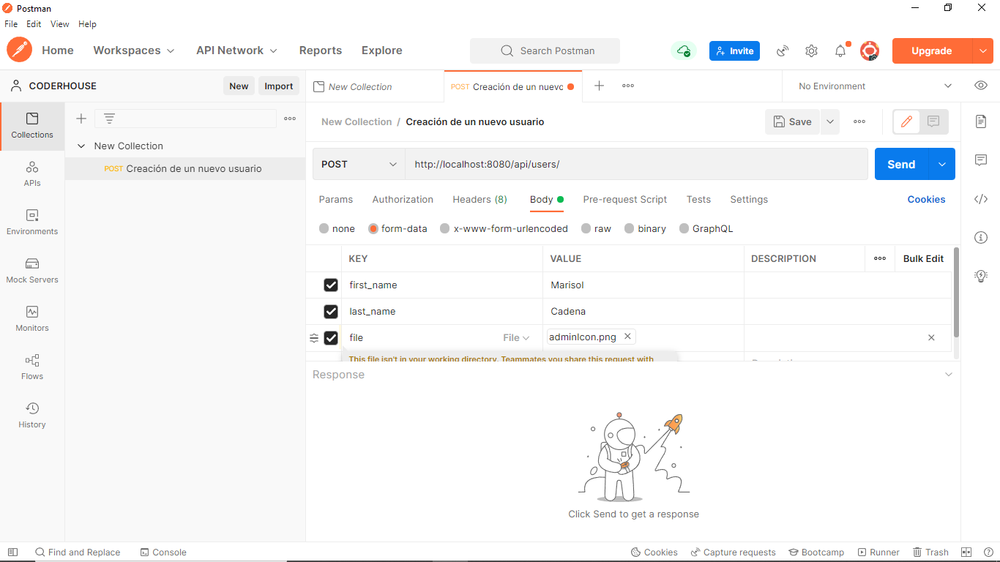 Postman
File Edit View Help
Home Workspaces API Network Reports Explore Search Postman Invite Upgrade
CODERHOUSE New Import New Collection POST Creación de un nuevo No Environment
Collections
APIs
Environments
Mock Servers
Monitors
Flows
History
New Collection
POST Creación de un nuevo usuario
New Collection / Creación de un nuevo usuario Save
POST http://localhost:8080/api/users/ Send
Params Authorization Headers (8) Body Pre-request Script Tests Settings Cookies
none form-data x-www-form-urlencoded raw binary GraphQL
KEY VALUE DESCRIPTION Bulk Edit
first_name Marisol
last_name Cadena
file File adminIcon.png
This file isn't in your working directory. Teammates you share this request with
Response
Click Send to get a response
Find and Replace Console Cookies Capture requests Bootcamp Runner Trash